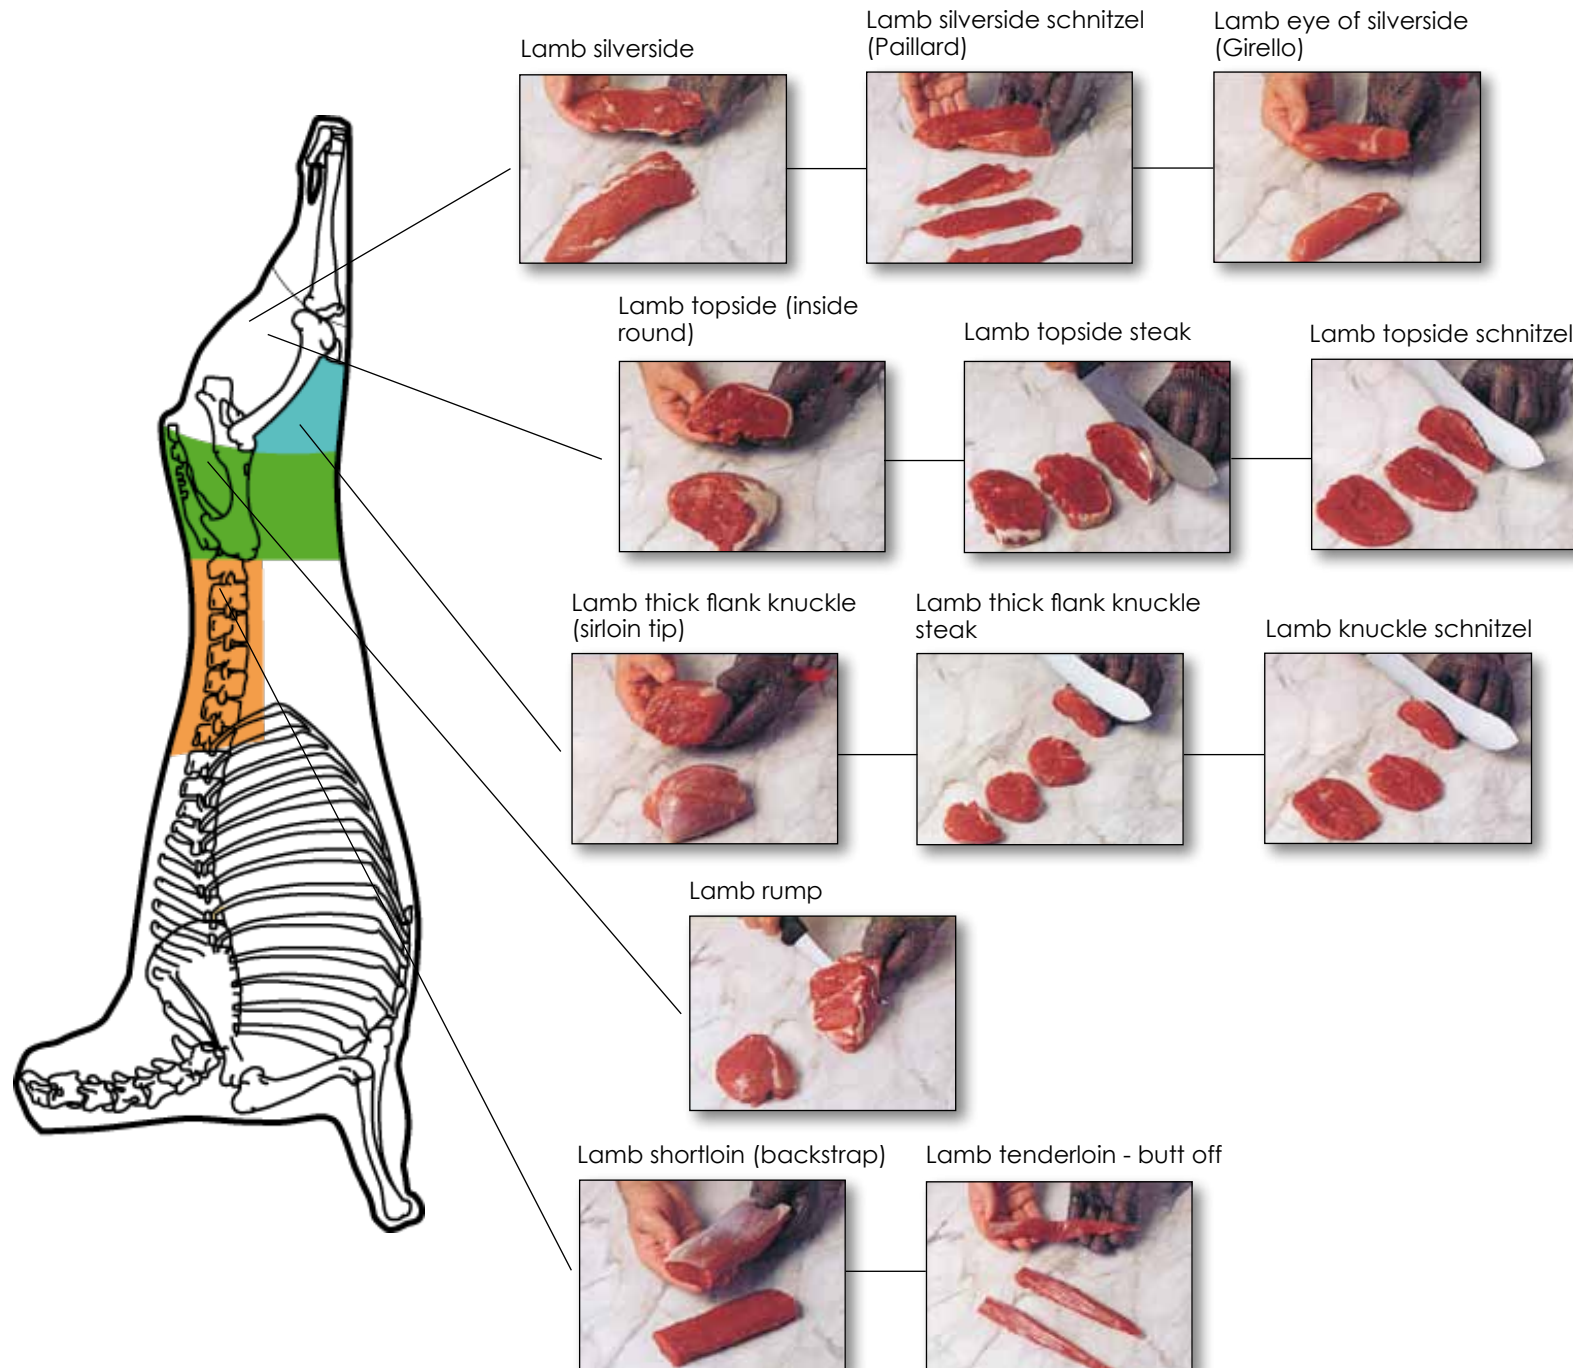 Lamb silverside
Lamb silverside schnitzel
(Paillard)
Lamb eye of silverside
(Girello)
Lamb topside (inside
round)
Lamb topside steak
Lamb topside schnitzel
Lamb thick flank knuckle
(sirloin tip)
Lamb thick flank knuckle
steak
Lamb knuckle schnitzel
Lamb rump
Lamb shortloin (backstrap)
Lamb tenderloin - butt off